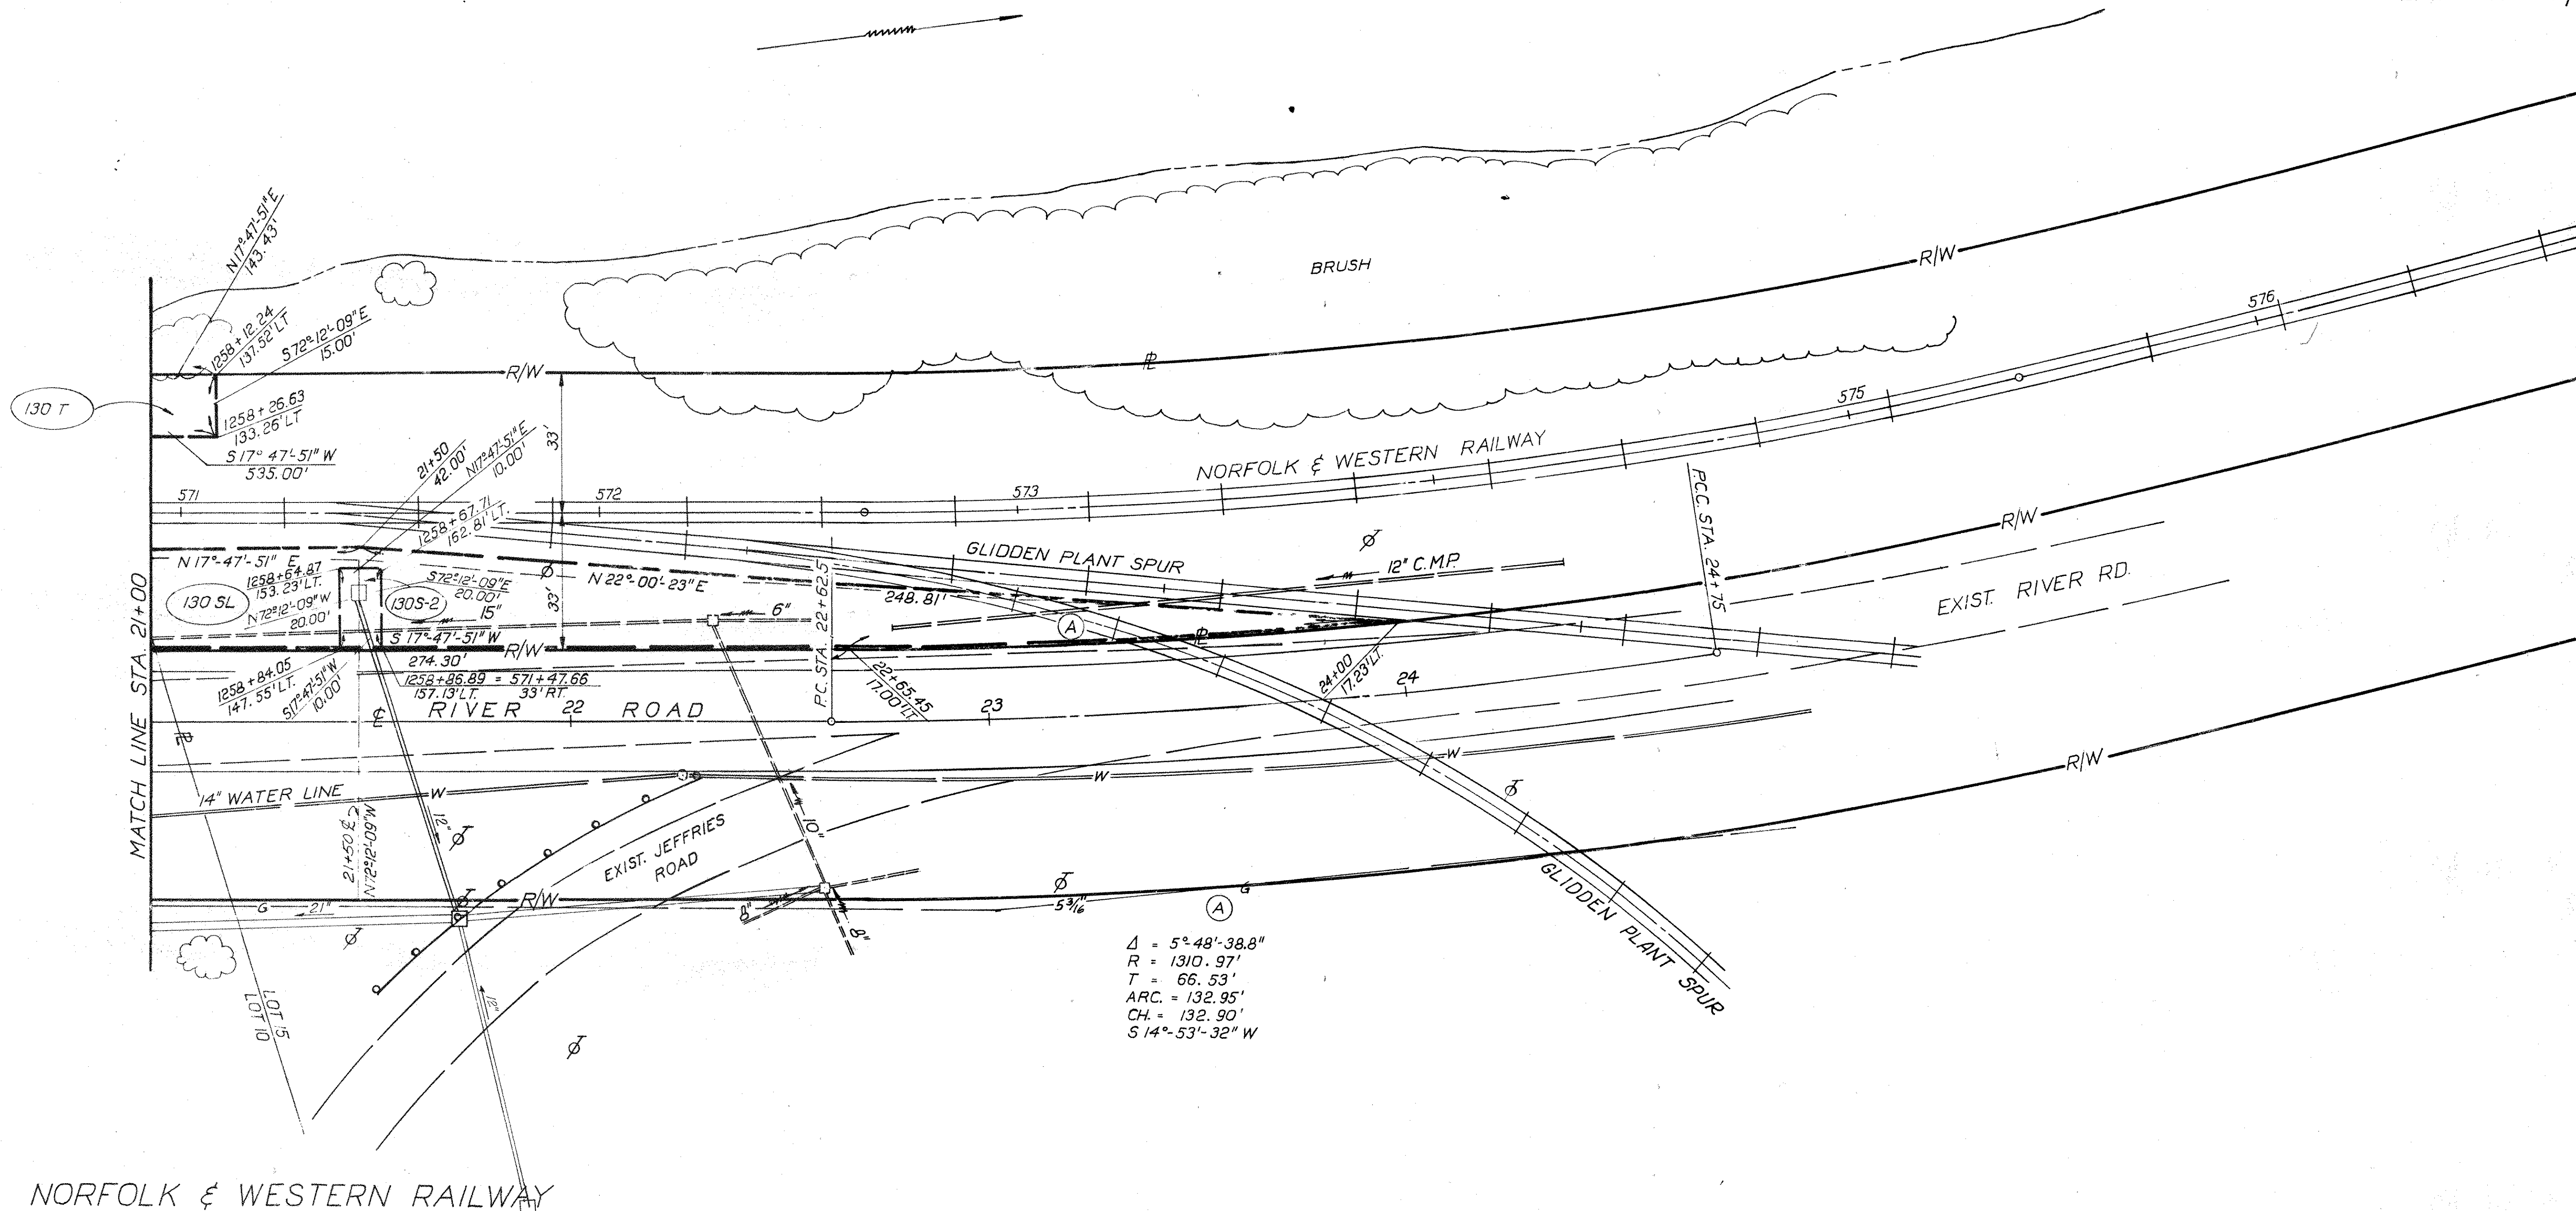 N 17°-47'-51" E
143.43'
1258+12.24
137.52' LT
S 72°-12'-09" E
15.00'
130 T
1258+26.63
133.26' LT
S 17° 47'-51" W
535.00'
R/W
33'
BRUSH
℄
R/W
21+50
42.00'
N17°-47'-51" E
10.00'
571
572
573
575
576
NORFOLK & WESTERN RAILWAY
1258+67.71
162.81' LT.
N 17°-47'-51" E
1258+64.87
153.23' LT.
N72°12'-09" W
20.00'
130 SL
S72°12'-09" E
20.00'
130S-2
15"
N 22°-00'-23" E
33'
6"
GLIDDEN PLANT SPUR
248.81'
12" C.M.P.
A
R/W
P.C.C. STA. 24+75
EXIST. RIVER RD.
S 17°-47'-51" W
274.30'
R/W
1258+84.05
147.55' LT.
S17°-47'-51" W
10.00'
1258+86.89 = 571+47.66
157.13' LT. 33' RT.
P.C. STA. 22+62.5
22+65.45
17.00' LT
24+00
17.23' LT.
MATCH LINE STA. 21+00
℄
RIVER ROAD
22
23
24
14" WATER LINE
W
W
W
R/W
21+50 ℄
N72°12'-09" W
12"
EXIST. JEFFRIES
ROAD
10"
G
21"
R/W
8"
8"
5 3/16"
G
A
GLIDDEN PLANT SPUR
Δ = 5°-48'-38.8"
R = 1310.97'
T = 66.53'
ARC. = 132.95'
CH. = 132.90'
S 14°-53'-32" W
LOT 15
LOT 10
12"
NORFOLK & WESTERN RAILWAY